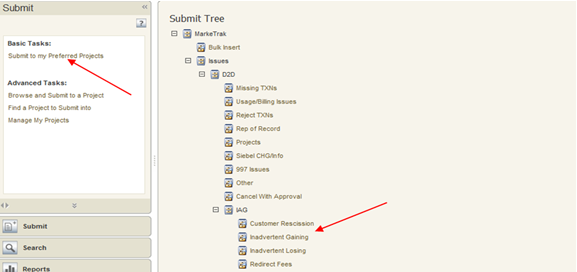 Submit
?
Basic Tasks:
Submit to my Preferred Projects
Advanced Tasks:
Browse and Submit to a Project
Find a Project to Submit into
Manage My Projects
Submit
Search
Reports
Submit Tree
MarkeTrak
Bulk Insert
Issues
D2D
Missing TXNs
Usage/Billing Issues
Reject TXNs
Rep of Record
Projects
Siebel CHG/Info
997 Issues
Other
Cancel With Approval
IAG
Customer Rescission
Inadvertent Gaining
Inadvertent Losing
Redirect Fees